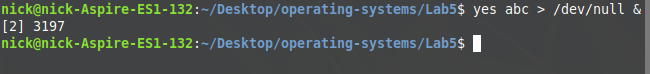 nick@nick-Aspire-ES1-132:~/Desktop/operating-systems/Lab5$ yes abc > /dev/null &
[2] 3197
nick@nick-Aspire-ES1-132:~/Desktop/operating-systems/Lab5$